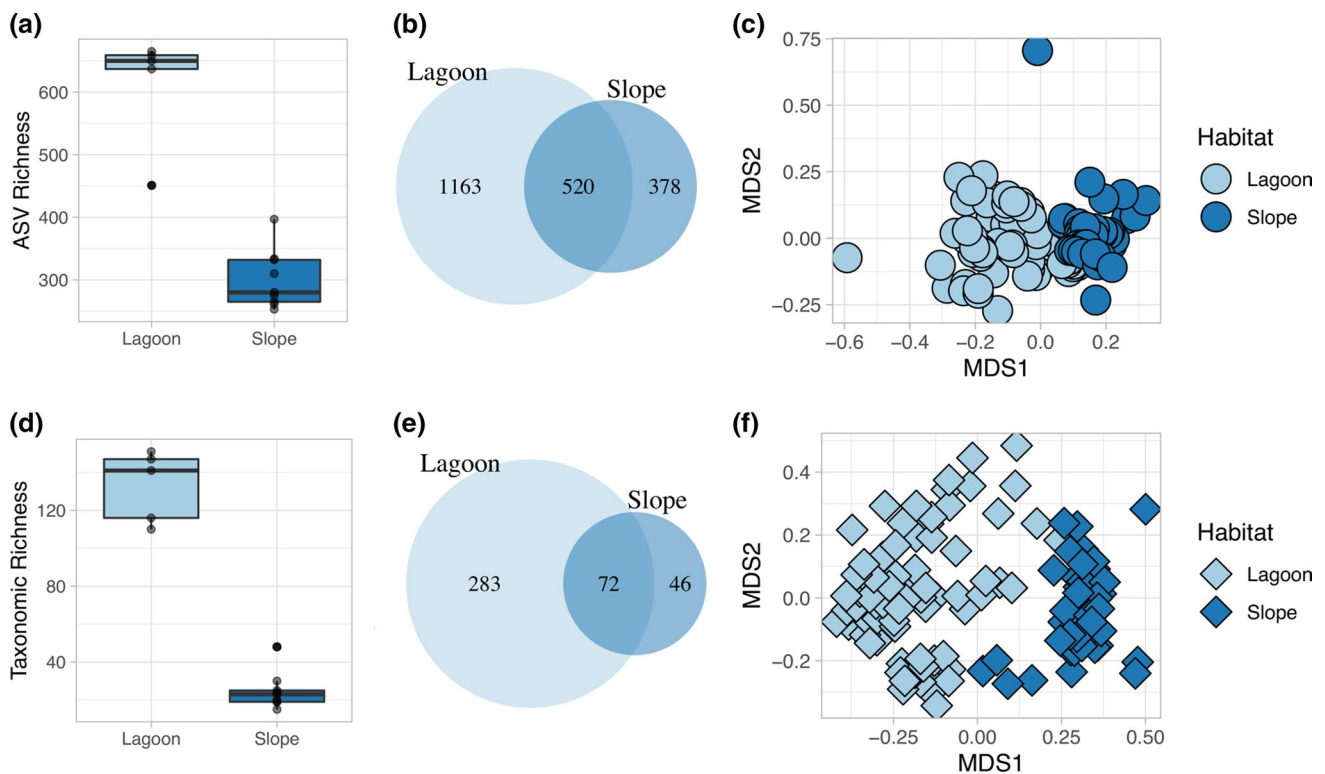 (a)
ASV Richness
600
500
400
300
Lagoon
Slope
(b)
Lagoon
Slope
1163
520
378
(c)
MDS2
0.75
0.50
0.25
0.00
−0.25
−0.6
−0.4
−0.2
0.0
0.2
MDS1
Habitat
Lagoon
Slope
(d)
Taxonomic Richness
120
80
40
Lagoon
Slope
(e)
Lagoon
Slope
283
72
46
(f)
MDS2
0.4
0.2
0.0
−0.2
−0.25
0.00
0.25
0.50
MDS1
Habitat
Lagoon
Slope